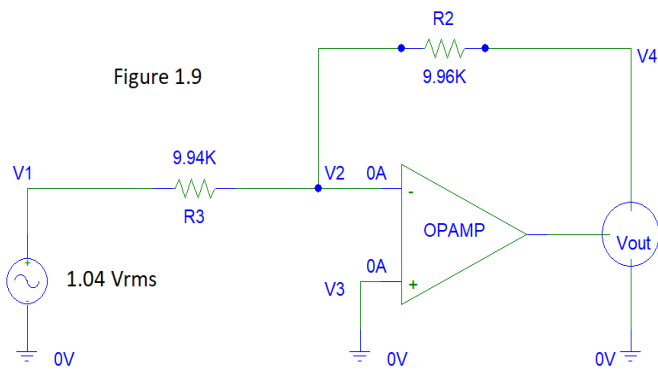 R2
V4
Figure 1.9
9.96K
9.94K
V1
V2
0A
-
R3
OPAMP
Vout
+
1.04 Vrms
-
0A
V3
+
0V
0V
0V